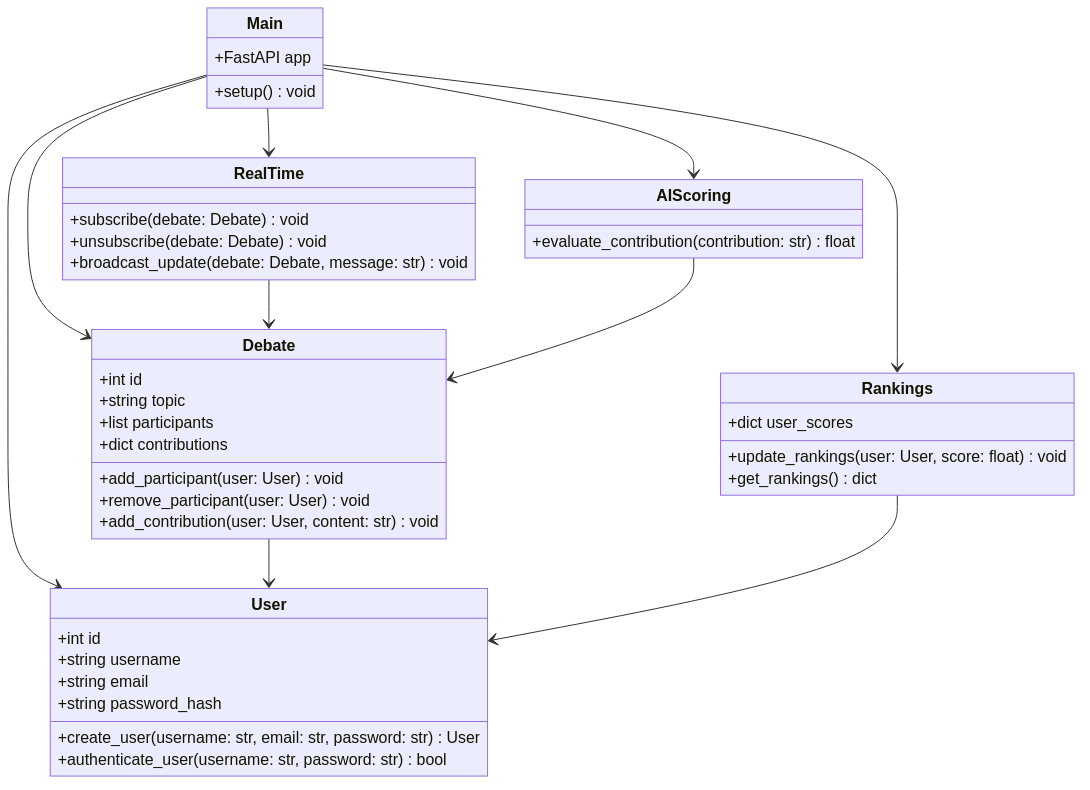 Main
+FastAPI app
+setup() : void
RealTime
+subscribe(debate: Debate) : void
+unsubscribe(debate: Debate) : void
+broadcast_update(debate: Debate, message: str) : void
AIScoring
+evaluate_contribution(contribution: str) : float
Debate
+int id
+string topic
+list participants
+dict contributions
+add_participant(user: User) : void
+remove_participant(user: User) : void
+add_contribution(user: User, content: str) : void
Rankings
+dict user_scores
+update_rankings(user: User, score: float) : void
+get_rankings() : dict
User
+int id
+string username
+string email
+string password_hash
+create_user(username: str, email: str, password: str) : User
+authenticate_user(username: str, password: str) : bool